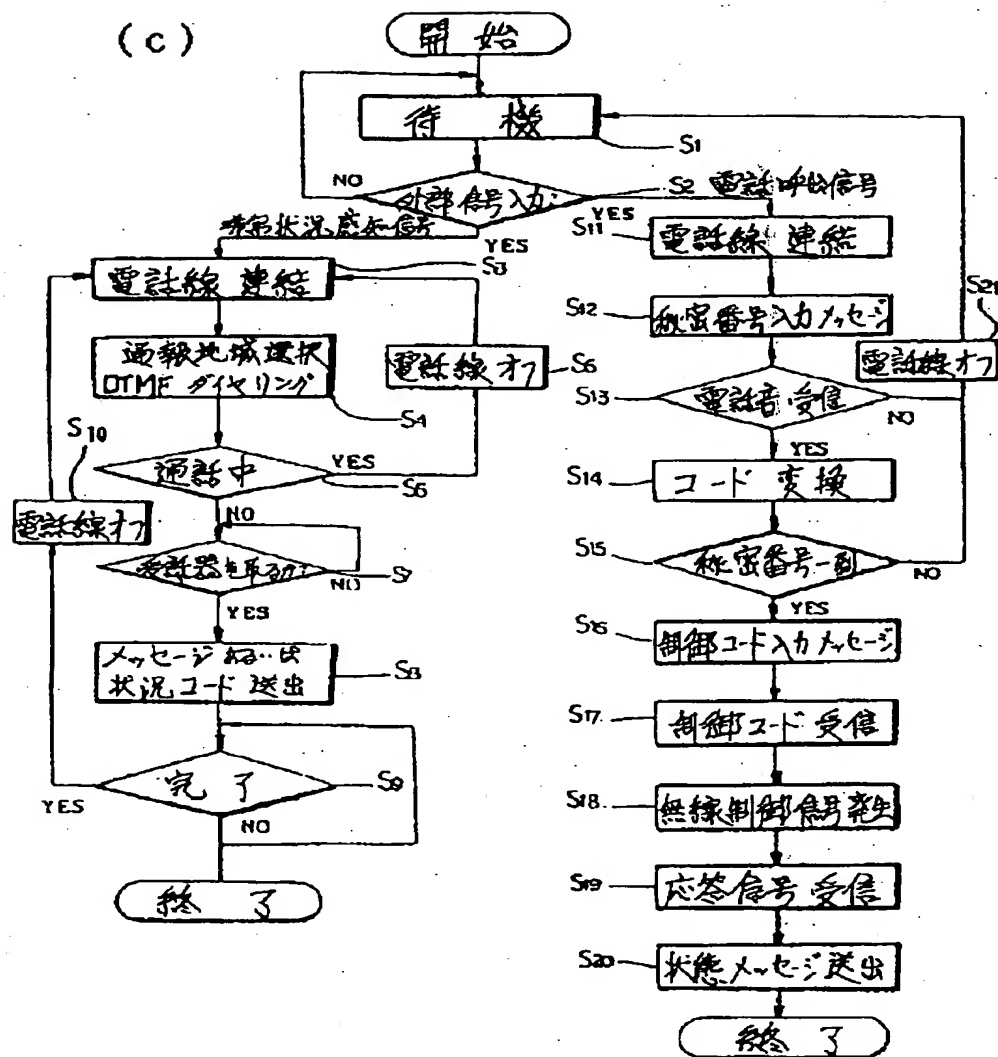 (c)
開始
待機
S1
NO
外部信号入力
S2 電話呼出信号
YES
非常状況感知信号
YES
S11
電話線 連結
S3
電話線 連結
S12
秘密番号入力メッセージ
S21
電話線オフ
通報地域選択
DTMF ダイヤリング
S4
電話線オフ
S6
S13
電話音受信
NO
YES
S10
電話線オフ
通話中
YES
S6
NO
S14
コード 変換
S15
秘密番号一致
NO
YES
受話器を取るか
NO
S7
YES
S16
制御コード入力メッセージ
メッセージあるいは
状況コード 送出
S8
S17
制御コード 受信
完了
S9
YES
NO
S18
無線制御信号発生
終了
S19
応答信号 受信
S20
状態メッセージ送出
終了